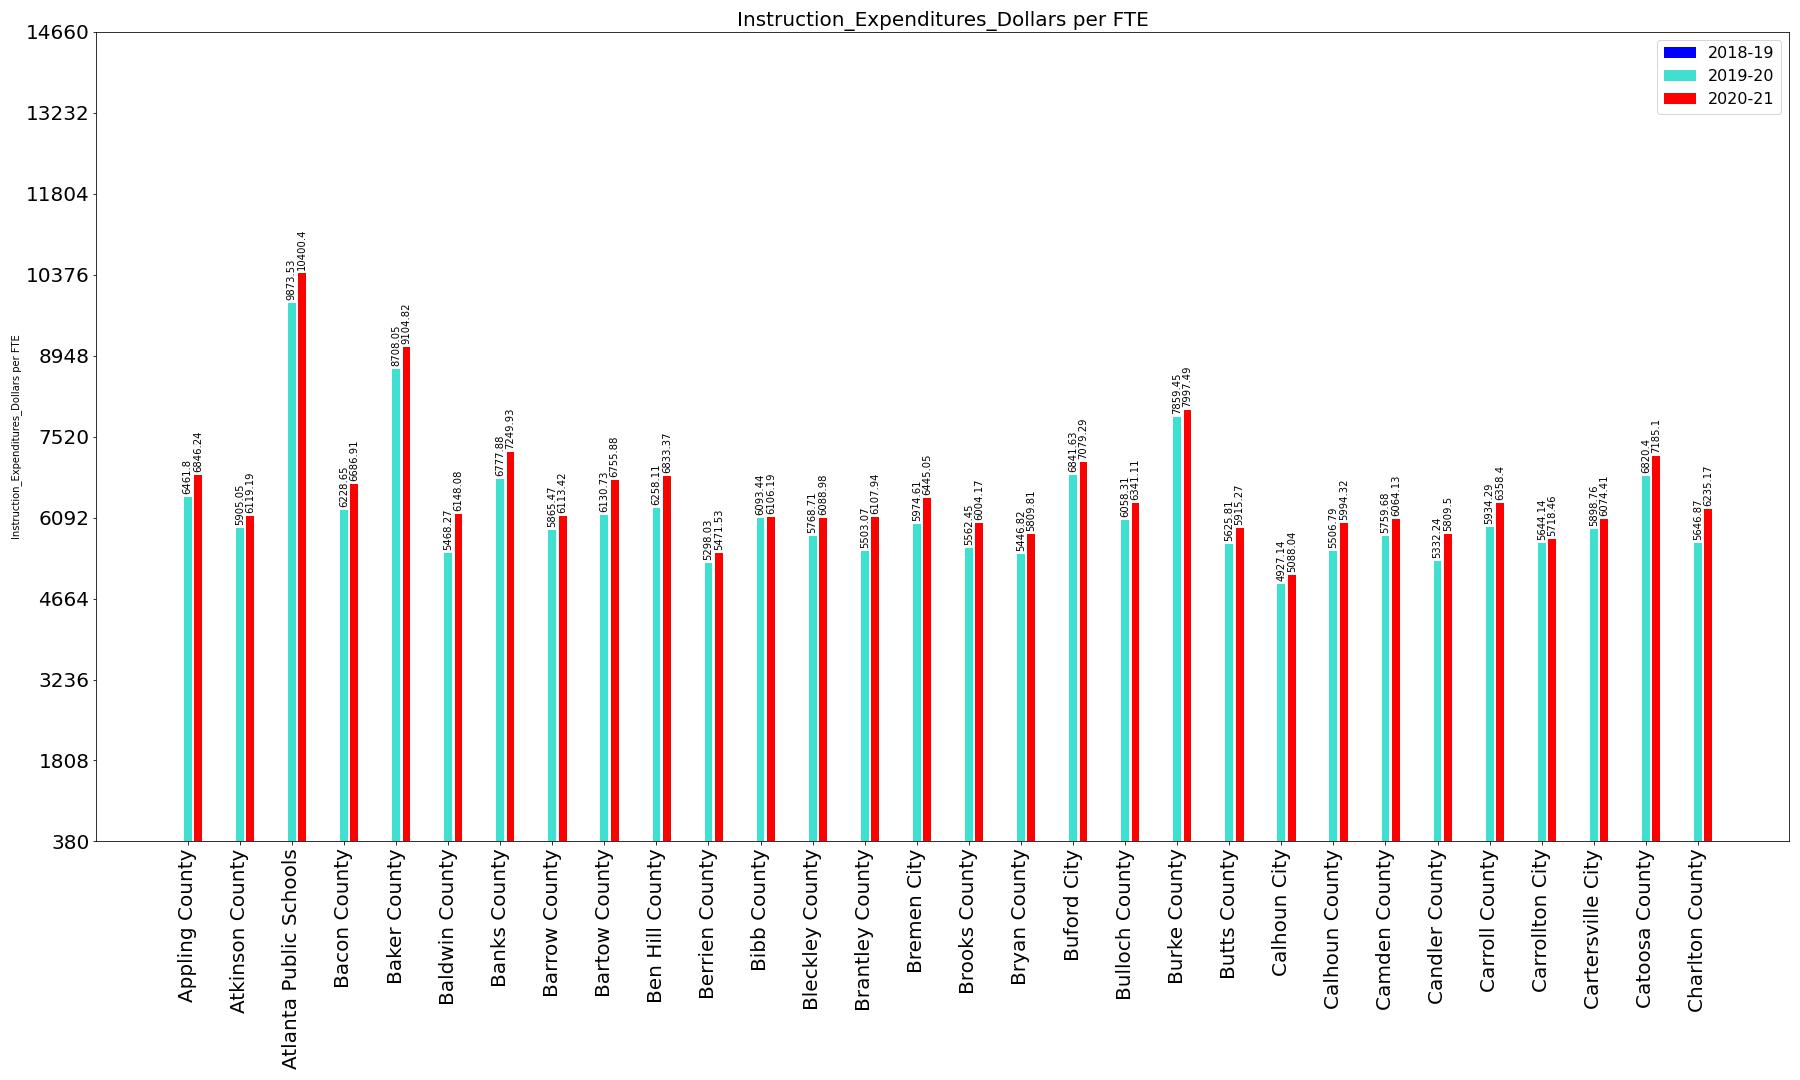 Instruction_Expenditures_Dollars per FTE
14660
13232
11804
10376
8948
7520
6092
4664
3236
1808
380
Instruction_Expenditures_Dollars per FTE
2018-19
2019-20
2020-21
6461.8
6846.24
5905.05
6119.19
9873.53
10400.4
6228.65
6686.91
8708.05
9104.82
5468.27
6148.08
6777.88
7249.93
5865.47
6113.42
6130.73
6755.88
6258.11
6833.37
5298.03
5471.53
6093.44
6106.19
5768.71
6088.98
5503.07
6107.94
5974.61
6445.05
5562.45
6004.17
5446.82
5809.81
6841.63
7079.29
6058.31
6341.11
7859.45
7997.49
5625.81
5915.27
4927.14
5088.04
5506.79
5994.32
5759.68
6064.13
5332.24
5809.5
5934.29
6358.4
5644.14
5718.46
5898.76
6074.41
6820.4
7185.1
5646.87
6235.17
Appling County
Atkinson County
Atlanta Public Schools
Bacon County
Baker County
Baldwin County
Banks County
Barrow County
Bartow County
Ben Hill County
Berrien County
Bibb County
Bleckley County
Brantley County
Bremen City
Brooks County
Bryan County
Buford City
Bulloch County
Burke County
Butts County
Calhoun City
Calhoun County
Camden County
Candler County
Carroll County
Carrollton City
Cartersville City
Catoosa County
Charlton County